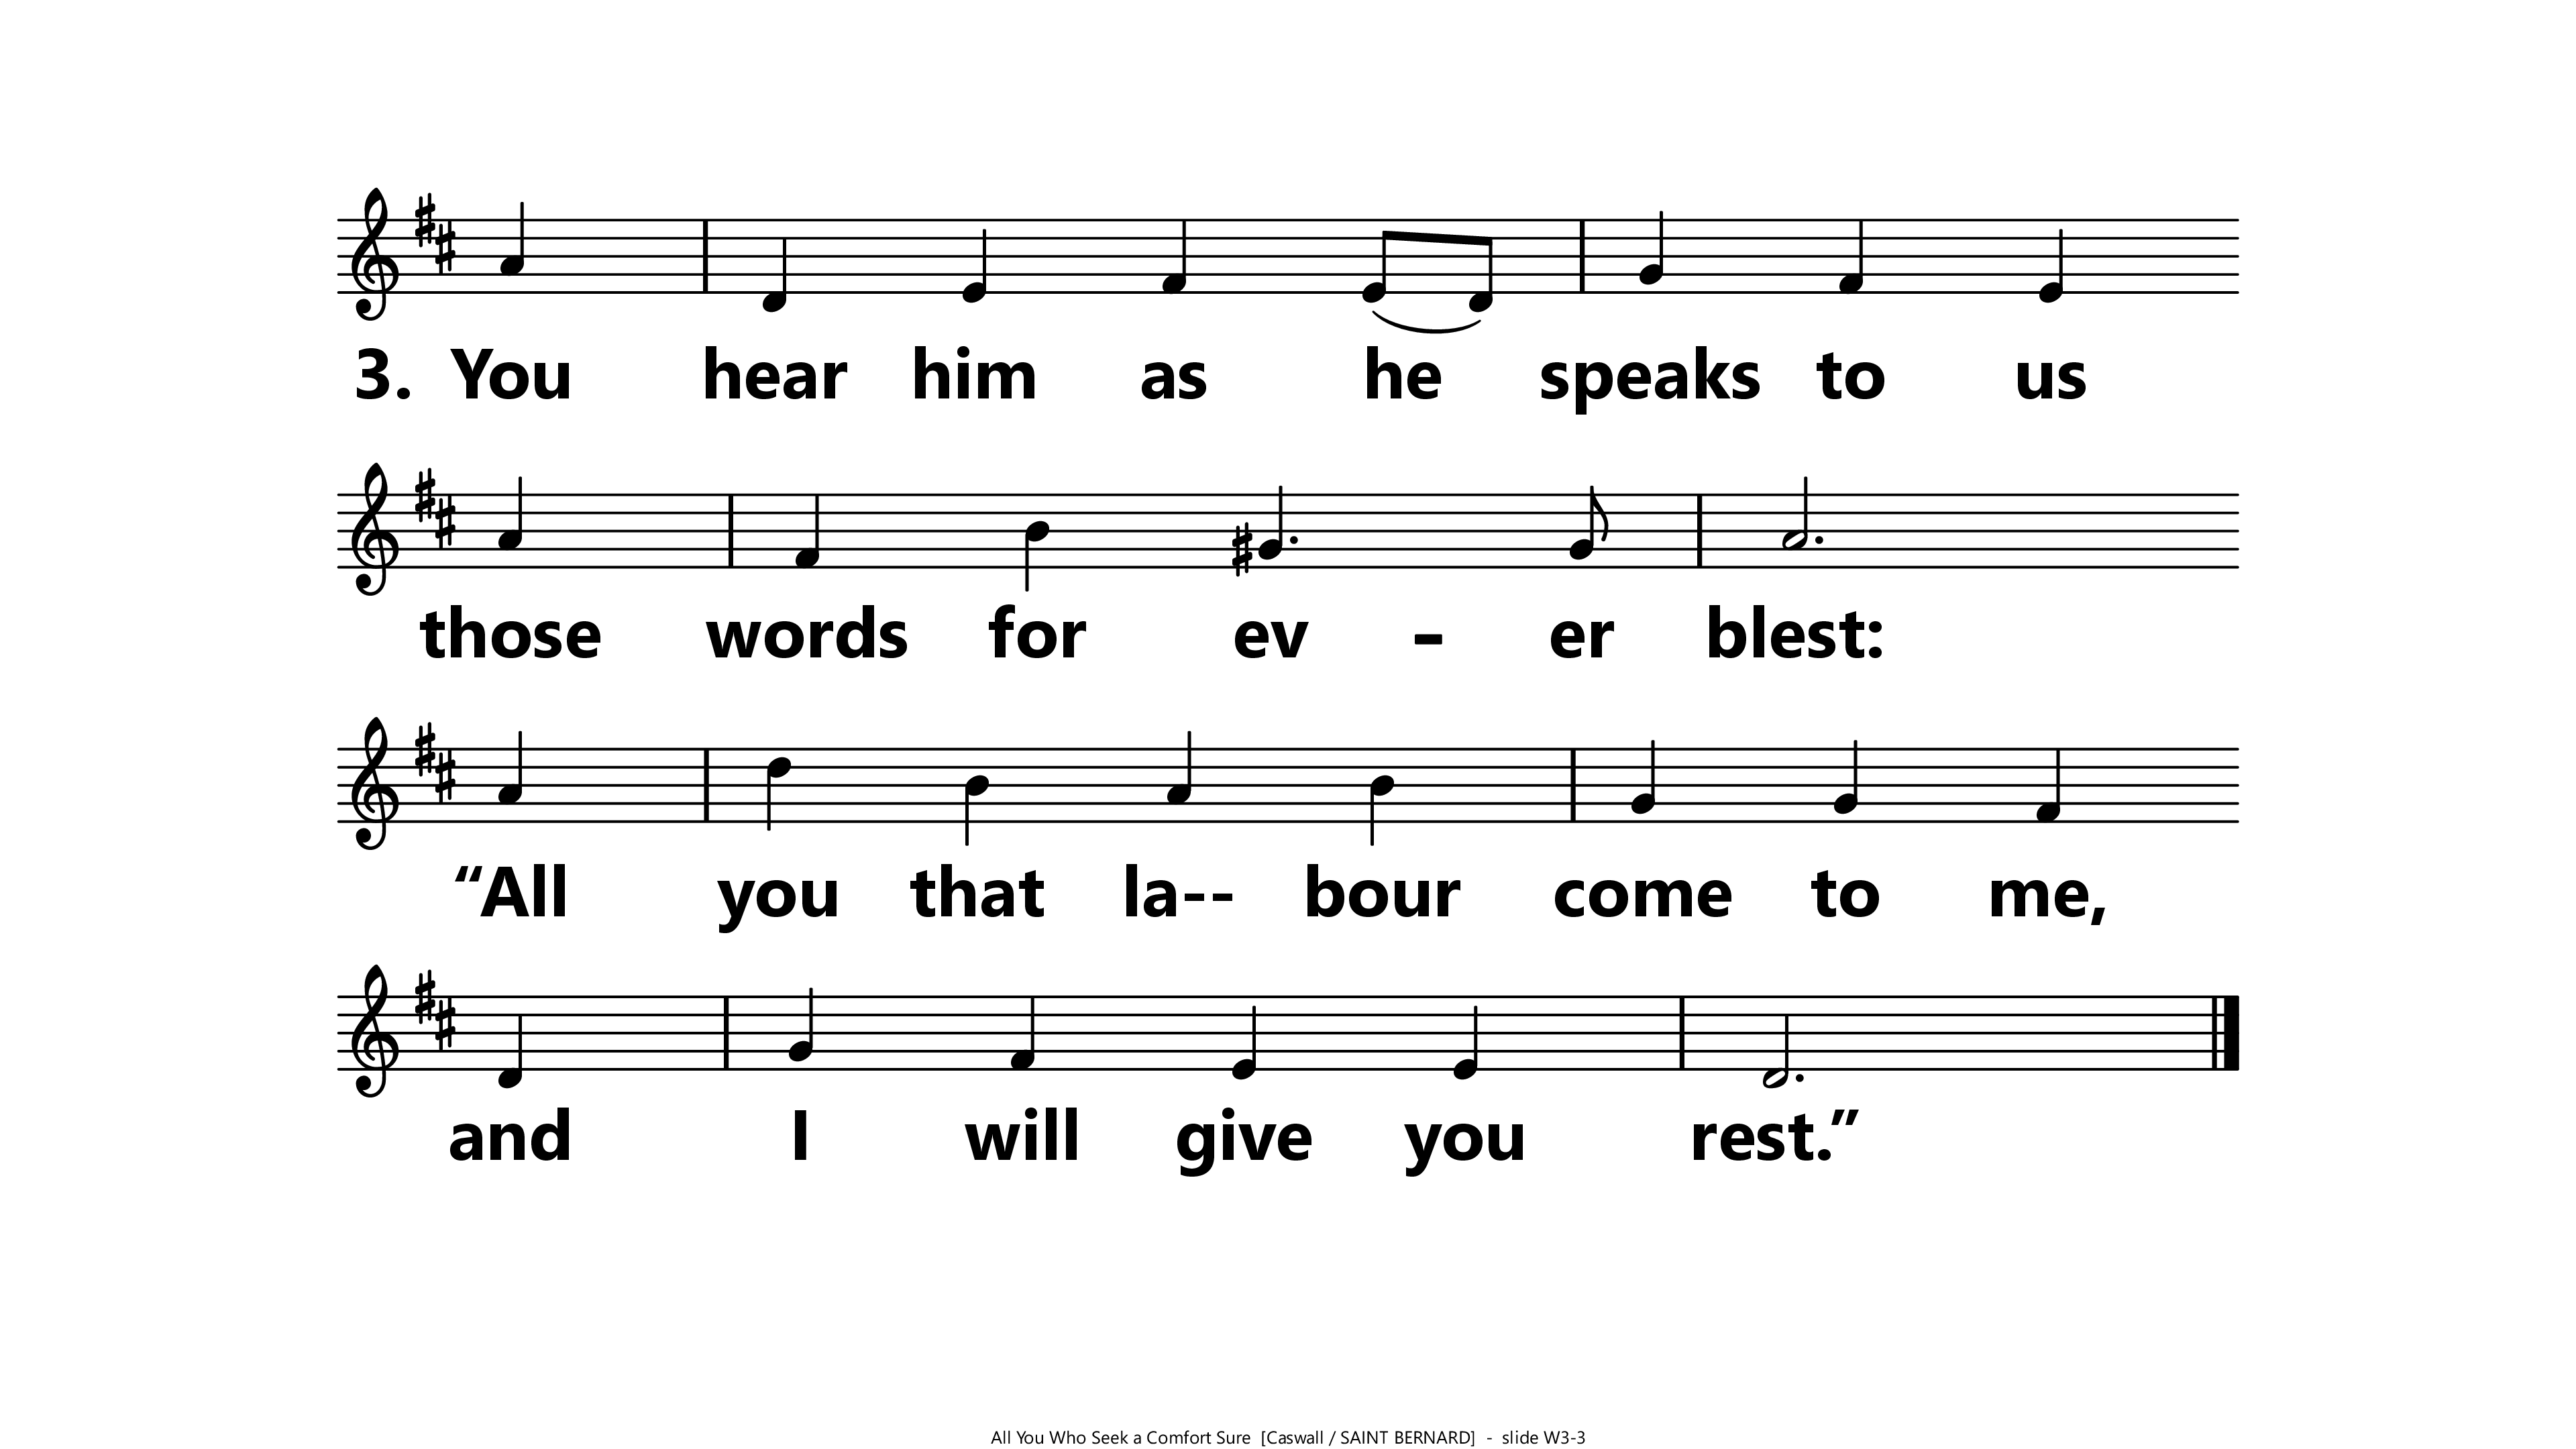 3. You hear him as he speaks to us
those words for ev - er blest:
“All you that la-- bour come to me,
and I will give you rest.”
All You Who Seek a Comfort Sure [Caswall / SAINT BERNARD] - slide W3-3